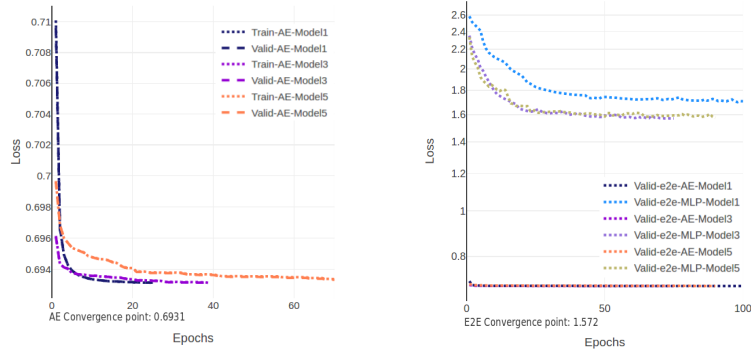 0.71
0.708
0.706
0.704
0.702
0.7
0.698
0.696
0.694
Loss
Train-AE-Model1
Valid-AE-Model1
Train-AE-Model3
Valid-AE-Model3
Train-AE-Model5
Valid-AE-Model5
0
20
40
60
AE Convergence point: 0.6931
Epochs
2.6
2.4
2.2
2
1.8
1.6
1.4
1.2
1
0.8
Loss
Valid-e2e-AE-Model1
Valid-e2e-MLP-Model1
Valid-e2e-AE-Model3
Valid-e2e-MLP-Model3
Valid-e2e-AE-Model5
Valid-e2e-MLP-Model5
0
50
100
E2E Convergence point: 1.572
Epochs